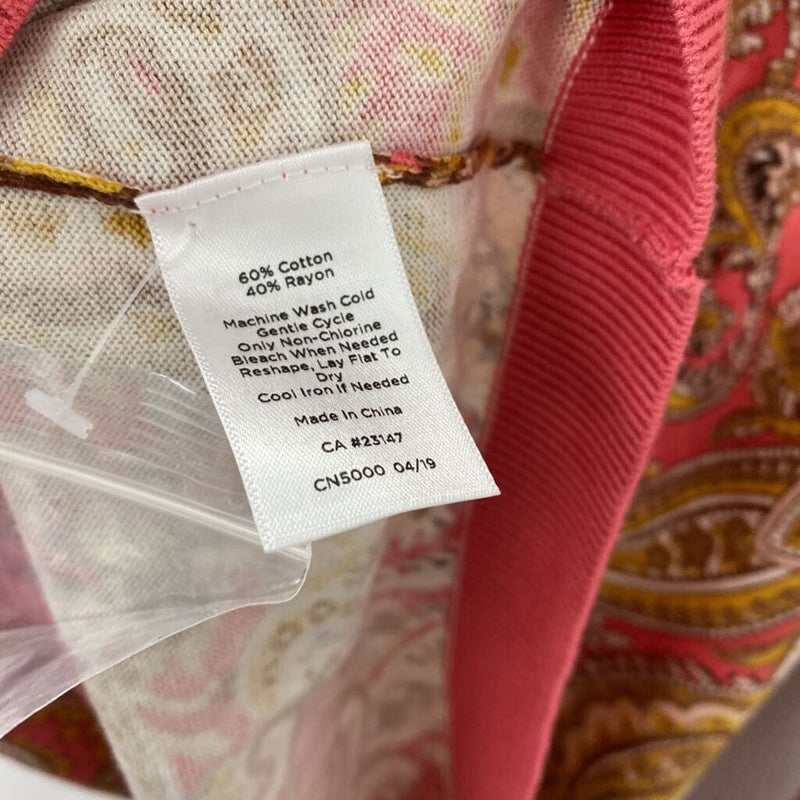 60% Cotton
40% Rayon
Machine Wash Cold
Gentle Cycle
Only Non-Chlorine
Bleach When Needed
Reshape, Lay Flat To
Dry
Cool Iron If Needed
Made In China
CA #23147
CN5000 04/19